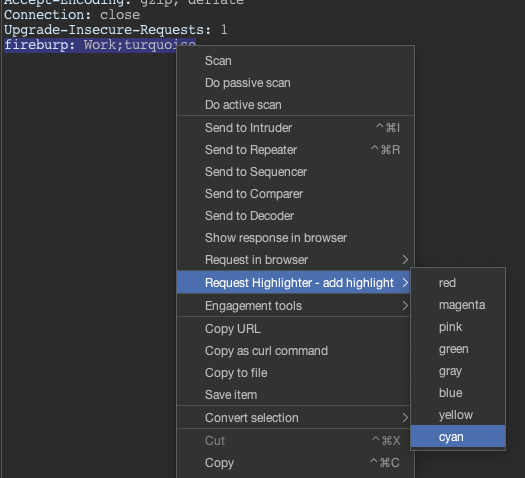 Accept-Encoding: gzip, deflate
Connection: close
Upgrade-Insecure-Requests: 1
fireburp: Work;turquoise
Scan
Do passive scan
Do active scan
Send to Intruder ^⌘I
Send to Repeater ^⌘R
Send to Sequencer
Send to Comparer
Send to Decoder
Show response in browser
Request in browser >
Request Highlighter - add highlight >
red
magenta
pink
green
gray
blue
yellow
cyan
Engagement tools >
Copy URL
Copy as curl command
Copy to file
Save item
Convert selection >
Cut ^⌘X
Copy ^⌘C